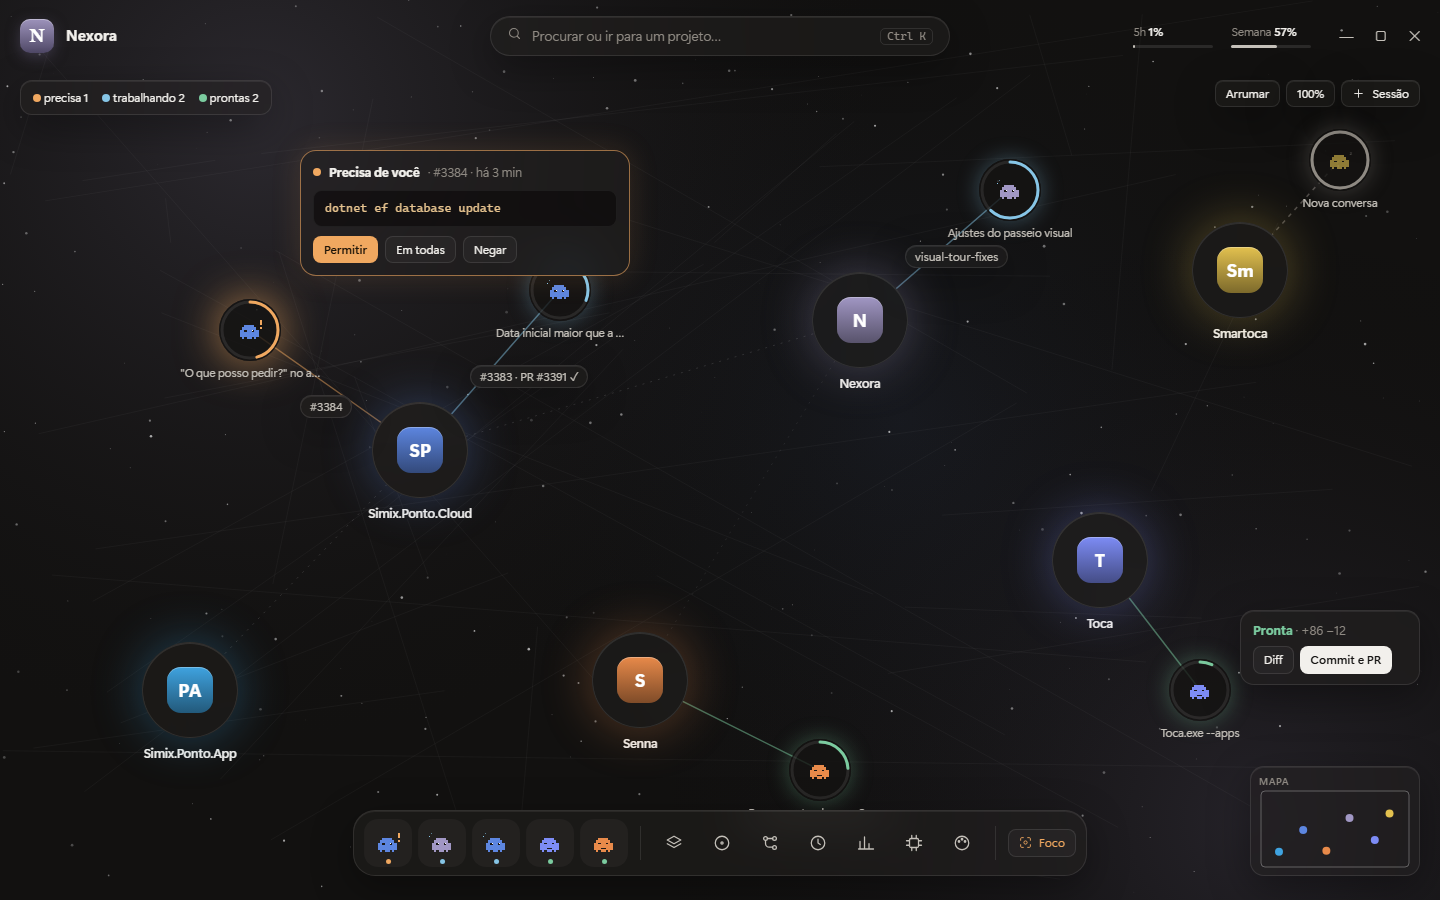 N Nexora
Procurar ou ir para um projeto... Ctrl K
5h 1% Semana 57%
precisa 1 trabalhando 2 prontas 2
Arrumar 100% + Sessão
Precisa de você · #3384 · há 3 min
dotnet ef database update
Permitir Em todas Negar
Nova conversa
Ajustes do passeio visual
visual-tour-fixes
Sm
Smartoca
N
Nexora
Data inicial maior que a ...
"O que posso pedir?" no a...
#3383 · PR #3391 ✓
#3384
SP
Simix.Ponto.Cloud
T
Toca
Pronta · +86 −12
Diff Commit e PR
Toca.exe --apps
PA
Simix.Ponto.App
S
Senna
MAPA
Foco